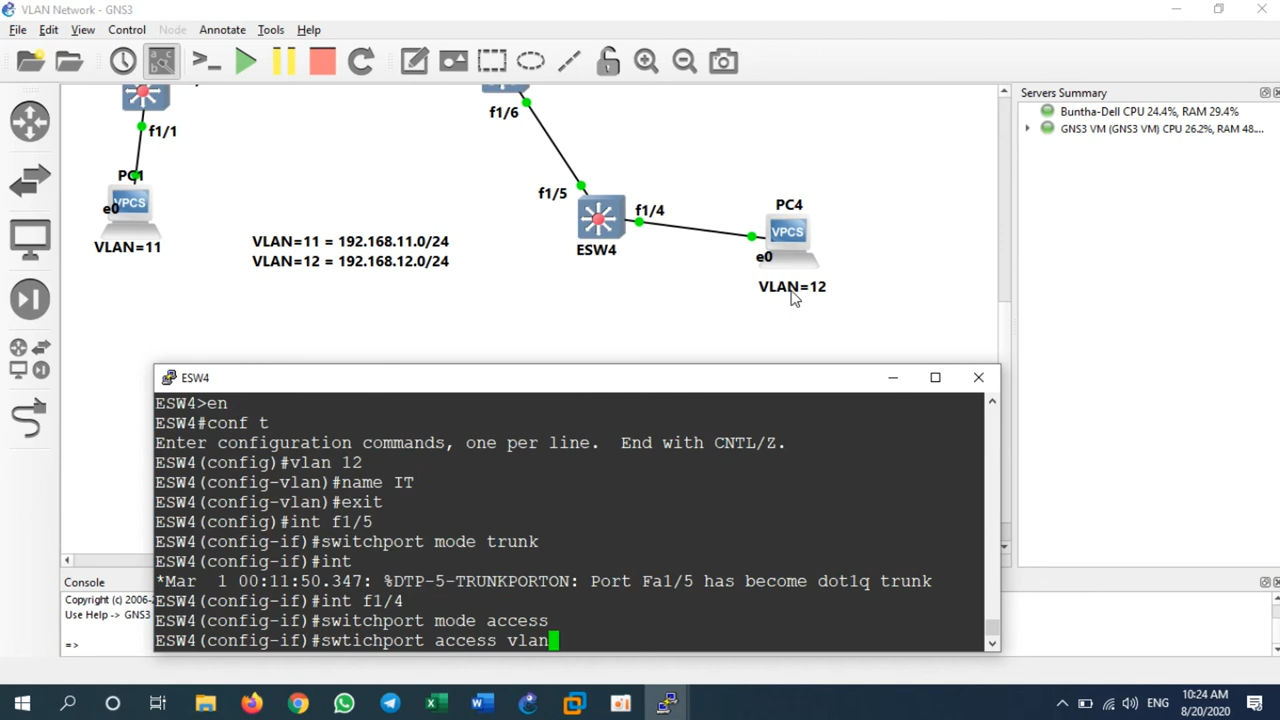 VLAN Network - GNS3
File Edit View Control Node Annotate Tools Help
f1/1
PC1
VPCS
e0
VLAN=11
VLAN=11 = 192.168.11.0/24
VLAN=12 = 192.168.12.0/24
f1/6
f1/5
ESW4
f1/4
PC4
VPCS
e0
VLAN=12
Servers Summary
Buntha-Dell CPU 24.4%, RAM 29.4%
GNS3 VM (GNS3 VM) CPU 26.2%, RAM 48....
ESW4
ESW4>en
ESW4#conf t
Enter configuration commands, one per line.  End with CNTL/Z.
ESW4(config)#vlan 12
ESW4(config-vlan)#name IT
ESW4(config-vlan)#exit
ESW4(config)#int f1/5
ESW4(config-if)#switchport mode trunk
ESW4(config-if)#int
*Mar  1 00:11:50.347: %DTP-5-TRUNKPORTON: Port Fa1/5 has become dot1q trunk
ESW4(config-if)#int f1/4
ESW4(config-if)#switchport mode access
ESW4(config-if)#swtichport access vlan
Console
Copyright (c) 2006-
Use Help -> GNS3
=>
ENG
10:24 AM
8/20/2020